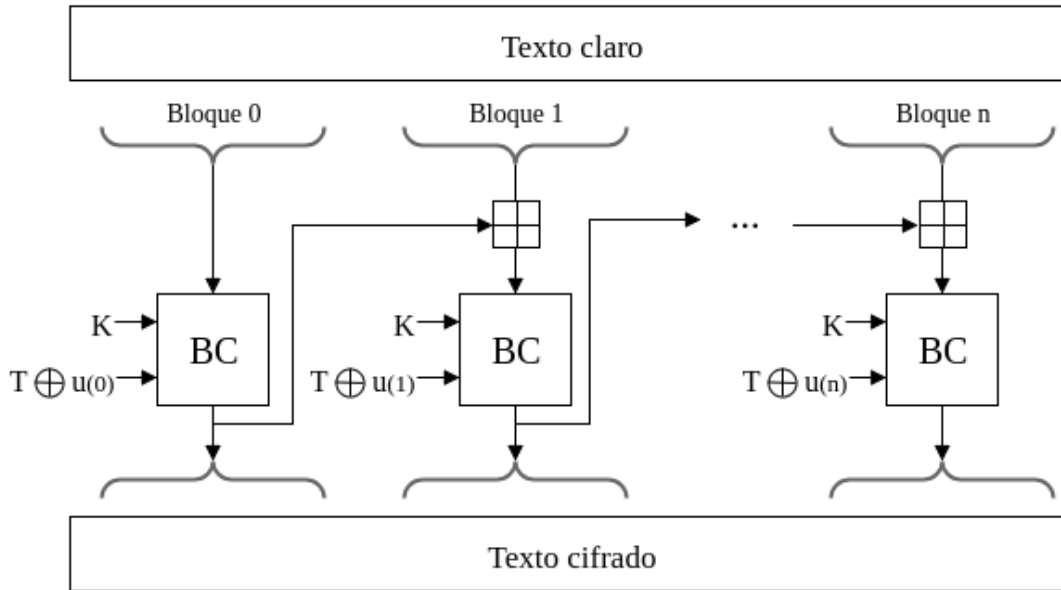 Texto claro
Bloque 0
Bloque 1
Bloque n
...
K
K
K
BC
BC
BC
T ⊕ u(0)
T ⊕ u(1)
T ⊕ u(n)
Texto cifrado